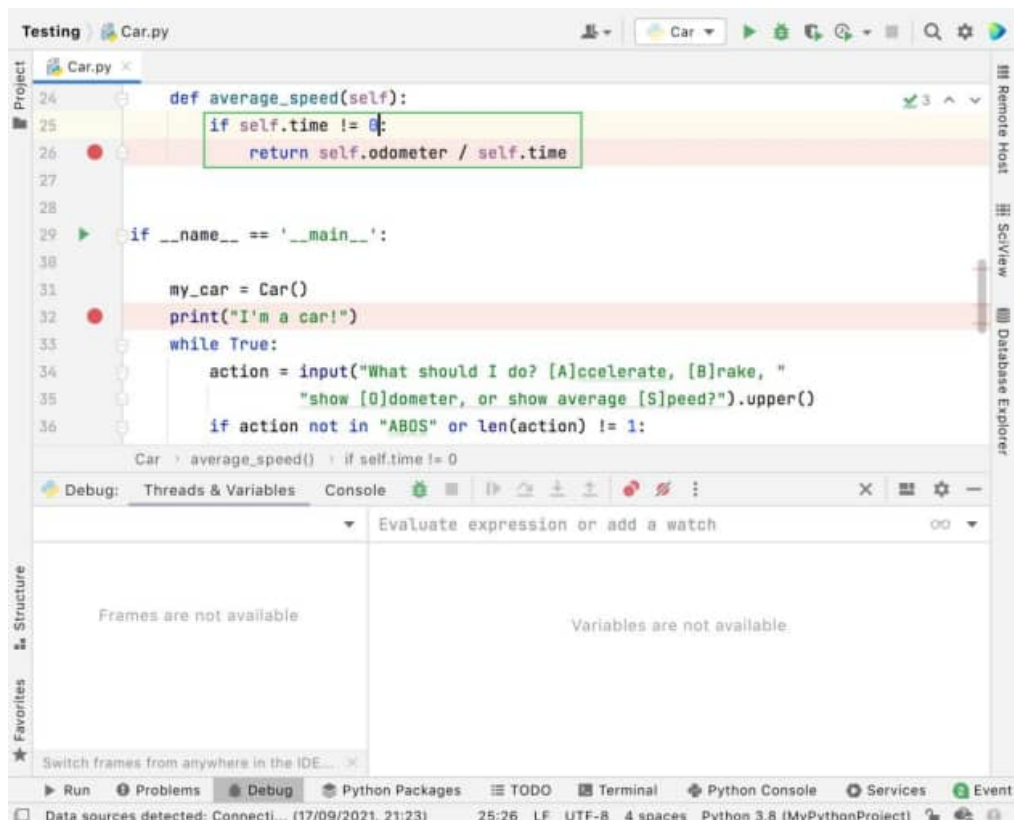 Testing Car.py Car
Project
Car.py
24 def average_speed(self): 3
25 if self.time != 0:
26 return self.odometer / self.time
27
28
29 if __name__ == '__main__':
30
31 my_car = Car()
32 print("I'm a car!")
33 while True:
34 action = input("What should I do? [A]ccelerate, [B]rake, "
35 "show [O]dometer, or show average [S]peed?").upper()
36 if action not in "ABOS" or len(action) != 1:
Remote Host
SciView
Database Explorer
Car average_speed() if self.time != 0
Debug: Threads & Variables Console
Evaluate expression or add a watch
Frames are not available
Variables are not available
Structure
Favorites
Switch frames from anywhere in the IDE...
Run Problems Debug Python Packages TODO Terminal Python Console Services 2 Event
Data sources detected: Connecti... (17/09/2021, 21:23) 25:26 LF UTF-8 4 spaces Python 3.8 (MyPythonProject)